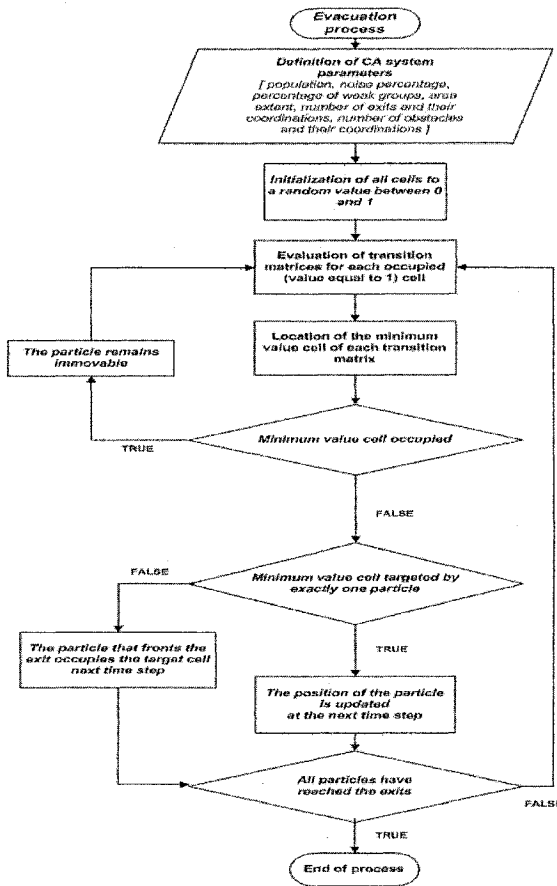 Evacuation
process
Definition of CA system
parameters
[ population, noise percentage,
percentage of weak groups, area
extent, number of exits and their
coordinations, number of obstacles
and their coordinations ]
Initialization of all cells to
a random value between 0
and 1
Evaluation of transition
matrices for each occupied
(value equal to 1) cell
Location of the minimum
value cell of each transition
matrix
The particle remains
immovable
Minimum value cell occupied
TRUE
FALSE
Minimum value cell targeted by
exactly one particle
FALSE
The particle that fronts the
exit occupies the target cell
next time step
TRUE
The position of the particle
is updated
at the next time step
All particles have
reached the exits
FALSE
TRUE
End of process